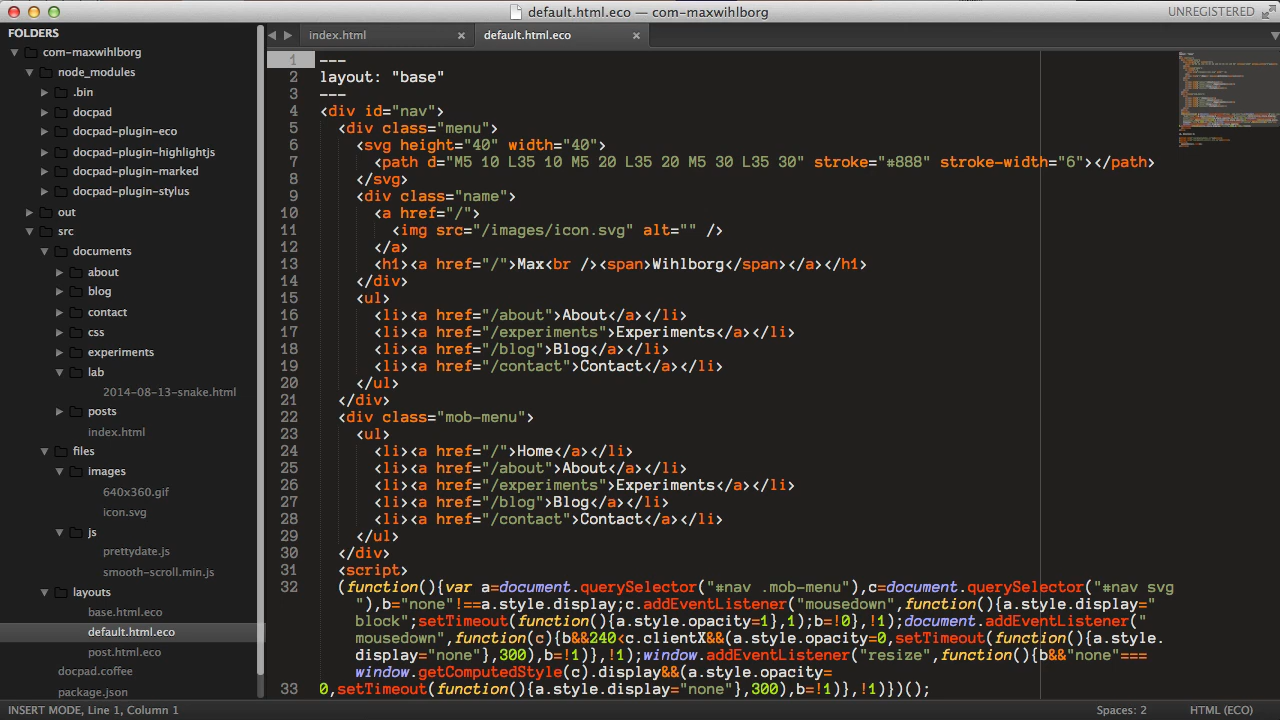 default.html.eco — com-maxwihlborg
UNREGISTERED
FOLDERS
com-maxwihlborg
node_modules
.bin
docpad
docpad-plugin-eco
docpad-plugin-highlightjs
docpad-plugin-marked
docpad-plugin-stylus
out
src
documents
about
blog
contact
css
experiments
lab
2014-08-13-snake.html
posts
index.html
files
images
640x360.gif
icon.svg
js
prettydate.js
smooth-scroll.min.js
layouts
base.html.eco
default.html.eco
post.html.eco
docpad.coffee
package.json
index.html
default.html.eco
1 ---
2 layout: "base"
3 ---
4 <div id="nav">
5 <div class="menu">
6 <svg height="40" width="40">
7 <path d="M5 10 L35 10 M5 20 L35 20 M5 30 L35 30" stroke="#888" stroke-width="6"></path>
8 </svg>
9 <div class="name">
10 <a href="/">
11 <img src="/images/icon.svg" alt="" />
12 </a>
13 <h1><a href="/">Max<br /><span>Wihlborg</span></a></h1>
14 </div>
15 <ul>
16 <li><a href="/about">About</a></li>
17 <li><a href="/experiments">Experiments</a></li>
18 <li><a href="/blog">Blog</a></li>
19 <li><a href="/contact">Contact</a></li>
20 </ul>
21 </div>
22 <div class="mob-menu">
23 <ul>
24 <li><a href="/">Home</a></li>
25 <li><a href="/about">About</a></li>
26 <li><a href="/experiments">Experiments</a></li>
27 <li><a href="/blog">Blog</a></li>
28 <li><a href="/contact">Contact</a></li>
29 </ul>
30 </div>
31 <script>
32 (function(){var a=document.querySelector("#nav .mob-menu"),c=document.querySelector("#nav svg
"),b="none"!==a.style.display;c.addEventListener("mousedown",function(){a.style.display="
block";setTimeout(function(){a.style.opacity=1},1);b=!0},!1);document.addEventListener("
mousedown",function(c){b&&240<c.clientX&&(a.style.opacity=0,setTimeout(function(){a.style.
display="none"},300),b=!1)},!1);window.addEventListener("resize",function(){b&&"none"===
window.getComputedStyle(c).display&&(a.style.opacity=
33 0,setTimeout(function(){a.style.display="none"},300),b=!1)},!1)})();
INSERT MODE, Line 1, Column 1
Spaces: 2
HTML (ECO)